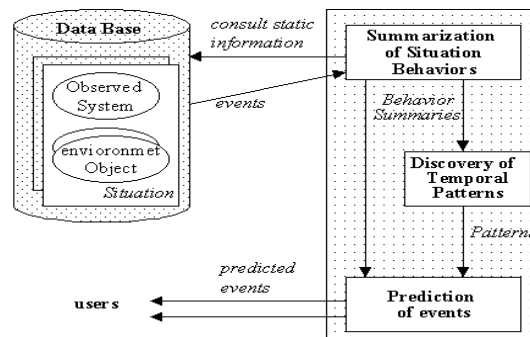 Data Base
Observed
System
envioronmet
Object
Situation
consult static
information
events
Summarization
of Situation
Behaviors
Behavior
Summaries
Discovery of
Temporal
Patterns
Patterns
predicted
events
users
Prediction
of events